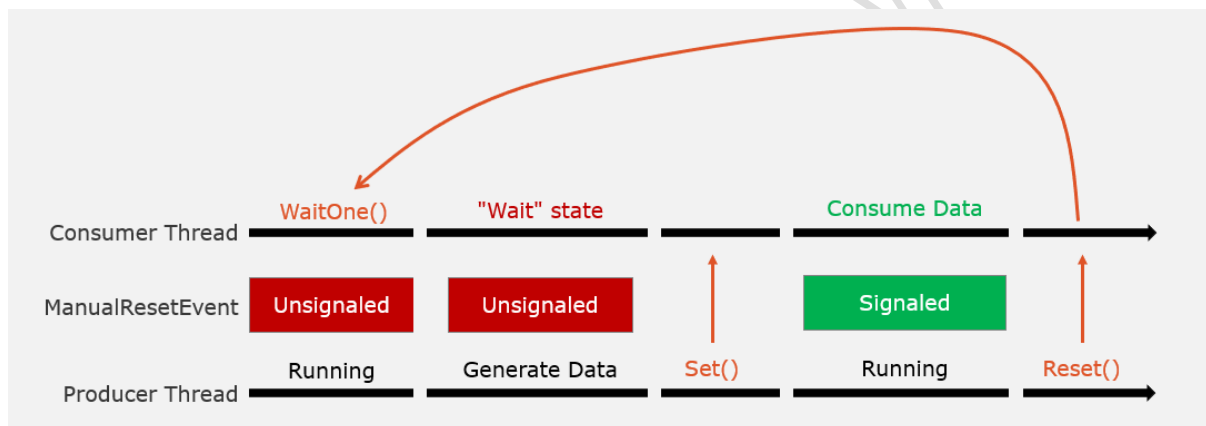 WaitOne()
"Wait" state
Consume Data
Consumer Thread
ManualResetEvent
Unsignaled
Unsignaled
Signaled
Running
Generate Data
Set()
Running
Reset()
Producer Thread